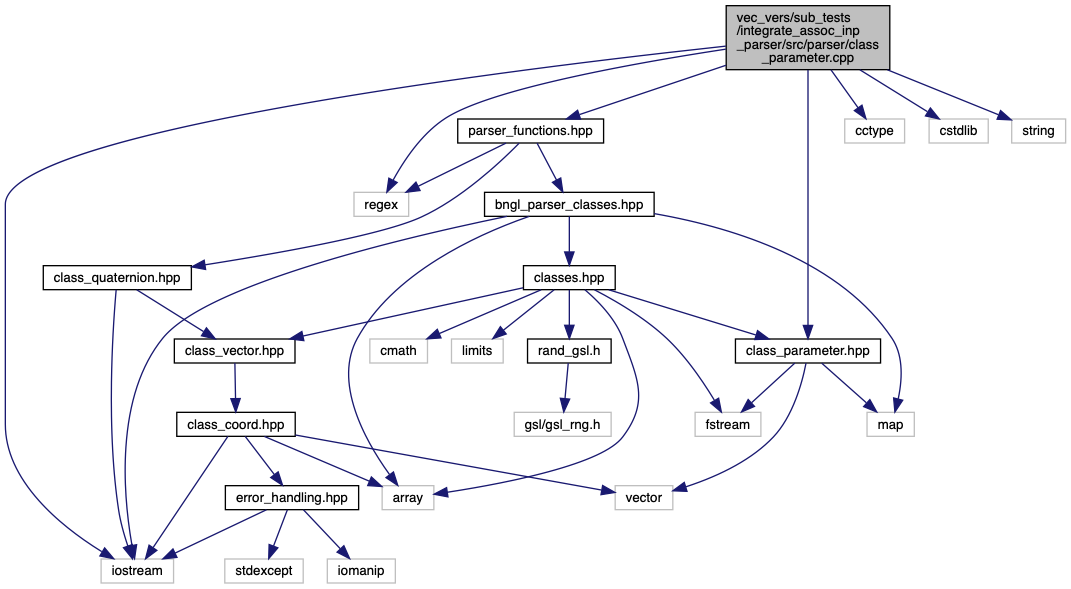 vec_vers/sub_tests
/integrate_assoc_inp
_parser/src/parser/class
_parameter.cpp
parser_functions.hpp
cctype
cstdlib
string
regex
bngl_parser_classes.hpp
class_quaternion.hpp
classes.hpp
class_vector.hpp
cmath
limits
rand_gsl.h
class_parameter.hpp
class_coord.hpp
gsl/gsl_rng.h
fstream
map
error_handling.hpp
array
vector
iostream
stdexcept
iomanip